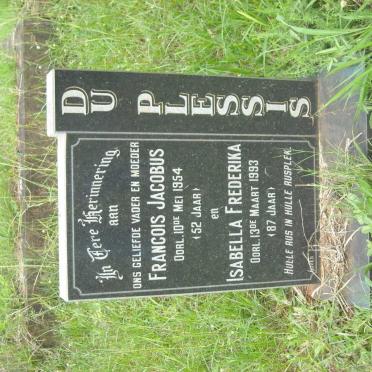 DU PLESSIS
In Tere Herinnering
aan
ONS GELIEFDE VADER EN MOEDER
FRANCOIS JACOBUS
OORL. 10DE MEI 1954
(52 JAAR)
en
ISABELLA FREDERIKA
OORL. 13DE MAART 1993
(87 JAAR)
HULLE RUS IN HULLE RUSPLEK.